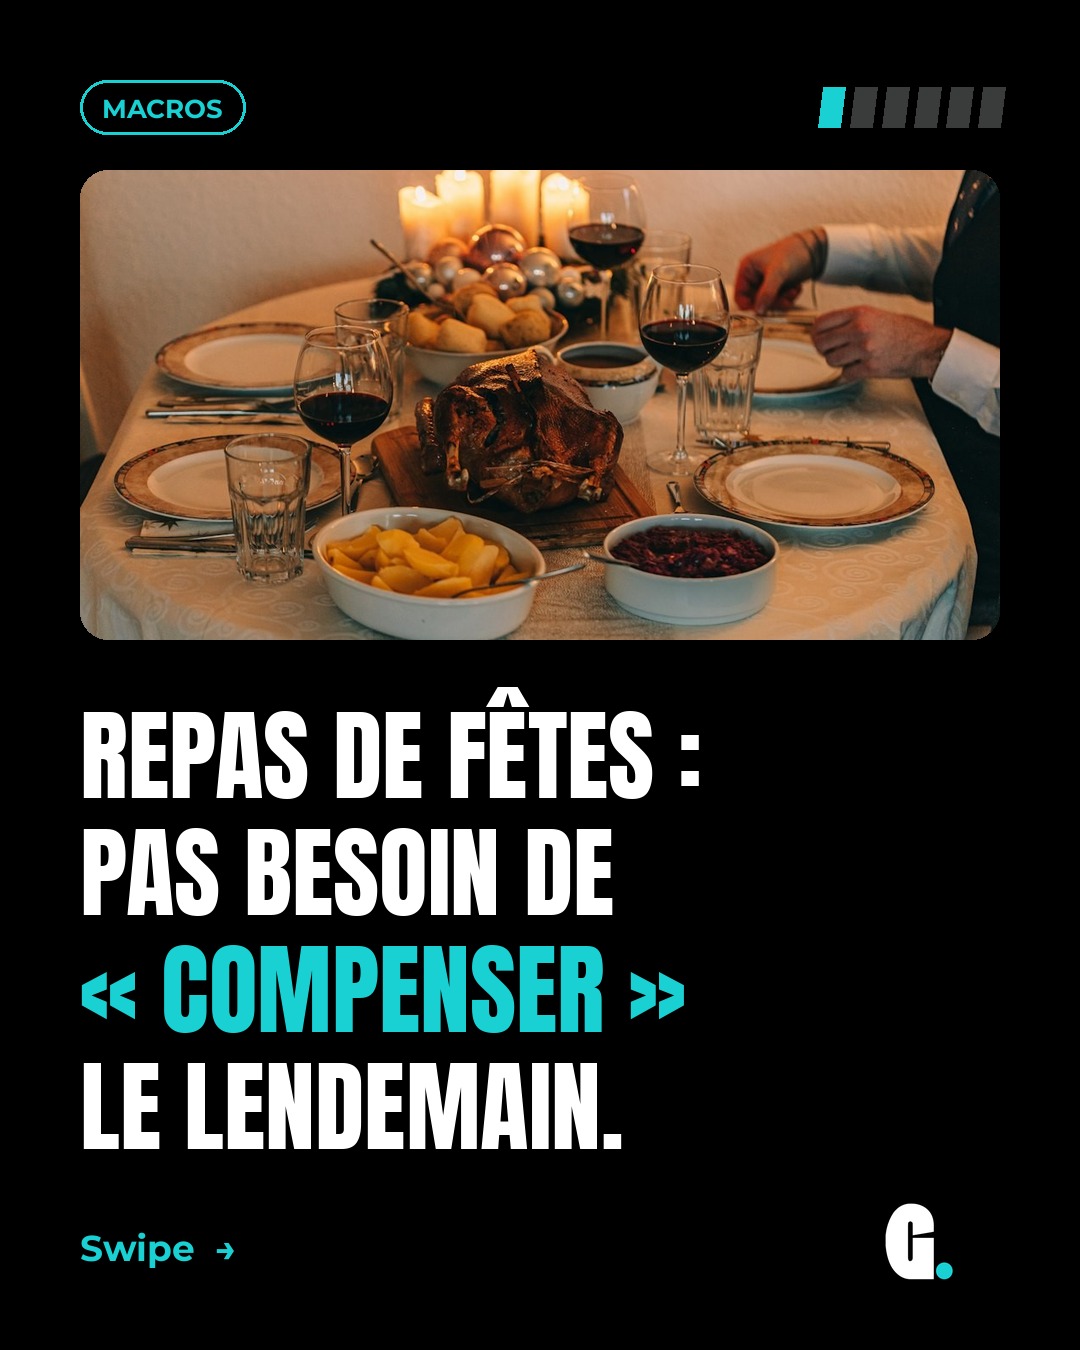 MACROS
REPAS DE FÊTES :
PAS BESOIN DE
« COMPENSER »
LE LENDEMAIN.
Swipe →
G.